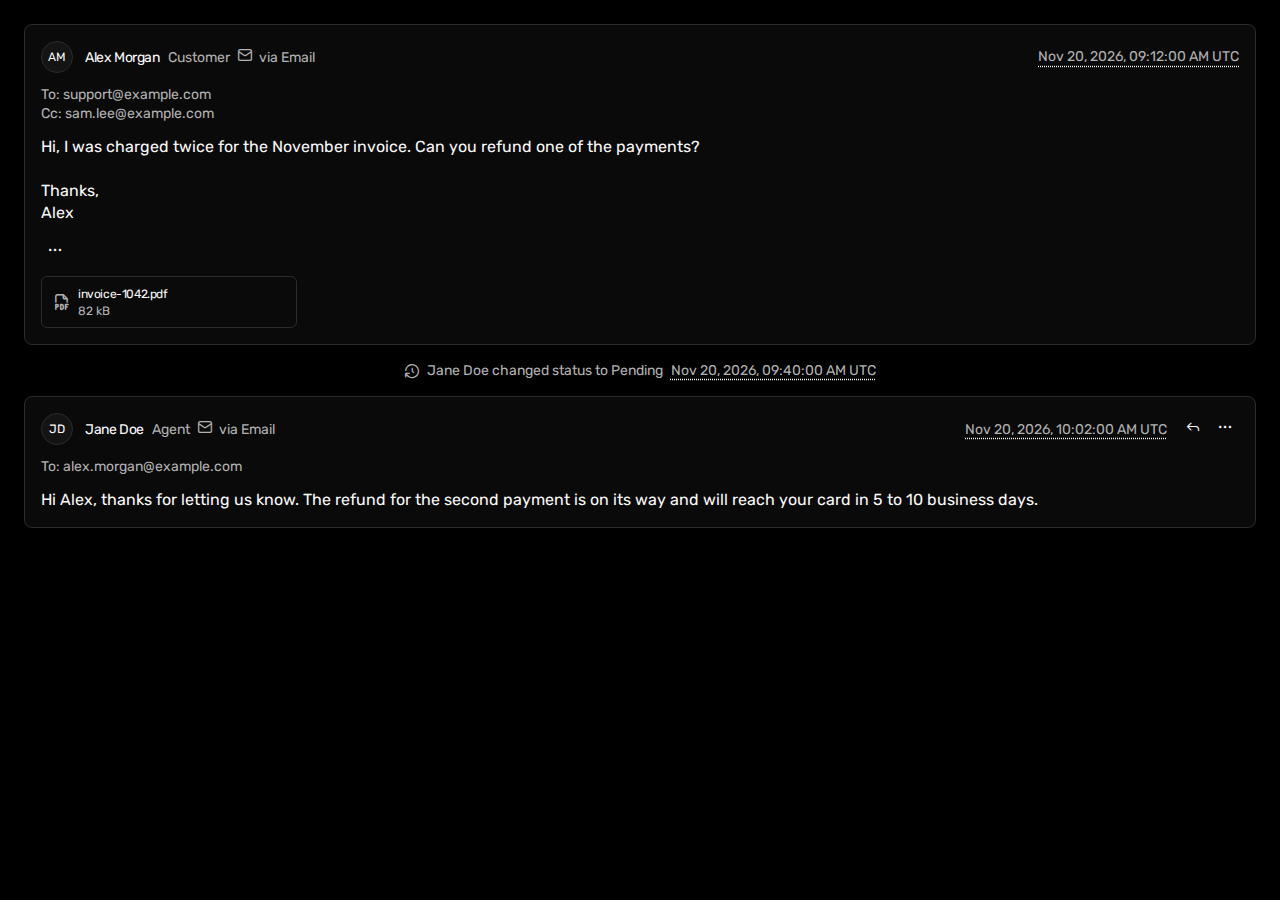 AM Alex Morgan Customer via Email Nov 20, 2026, 09:12:00 AM UTC
To: support@example.com
Cc: sam.lee@example.com
Hi, I was charged twice for the November invoice. Can you refund one of the payments?
Thanks,
Alex
...
PDF invoice-1042.pdf
82 kB
Jane Doe changed status to Pending Nov 20, 2026, 09:40:00 AM UTC
JD Jane Doe Agent via Email Nov 20, 2026, 10:02:00 AM UTC ...
To: alex.morgan@example.com
Hi Alex, thanks for letting us know. The refund for the second payment is on its way and will reach your card in 5 to 10 business days.